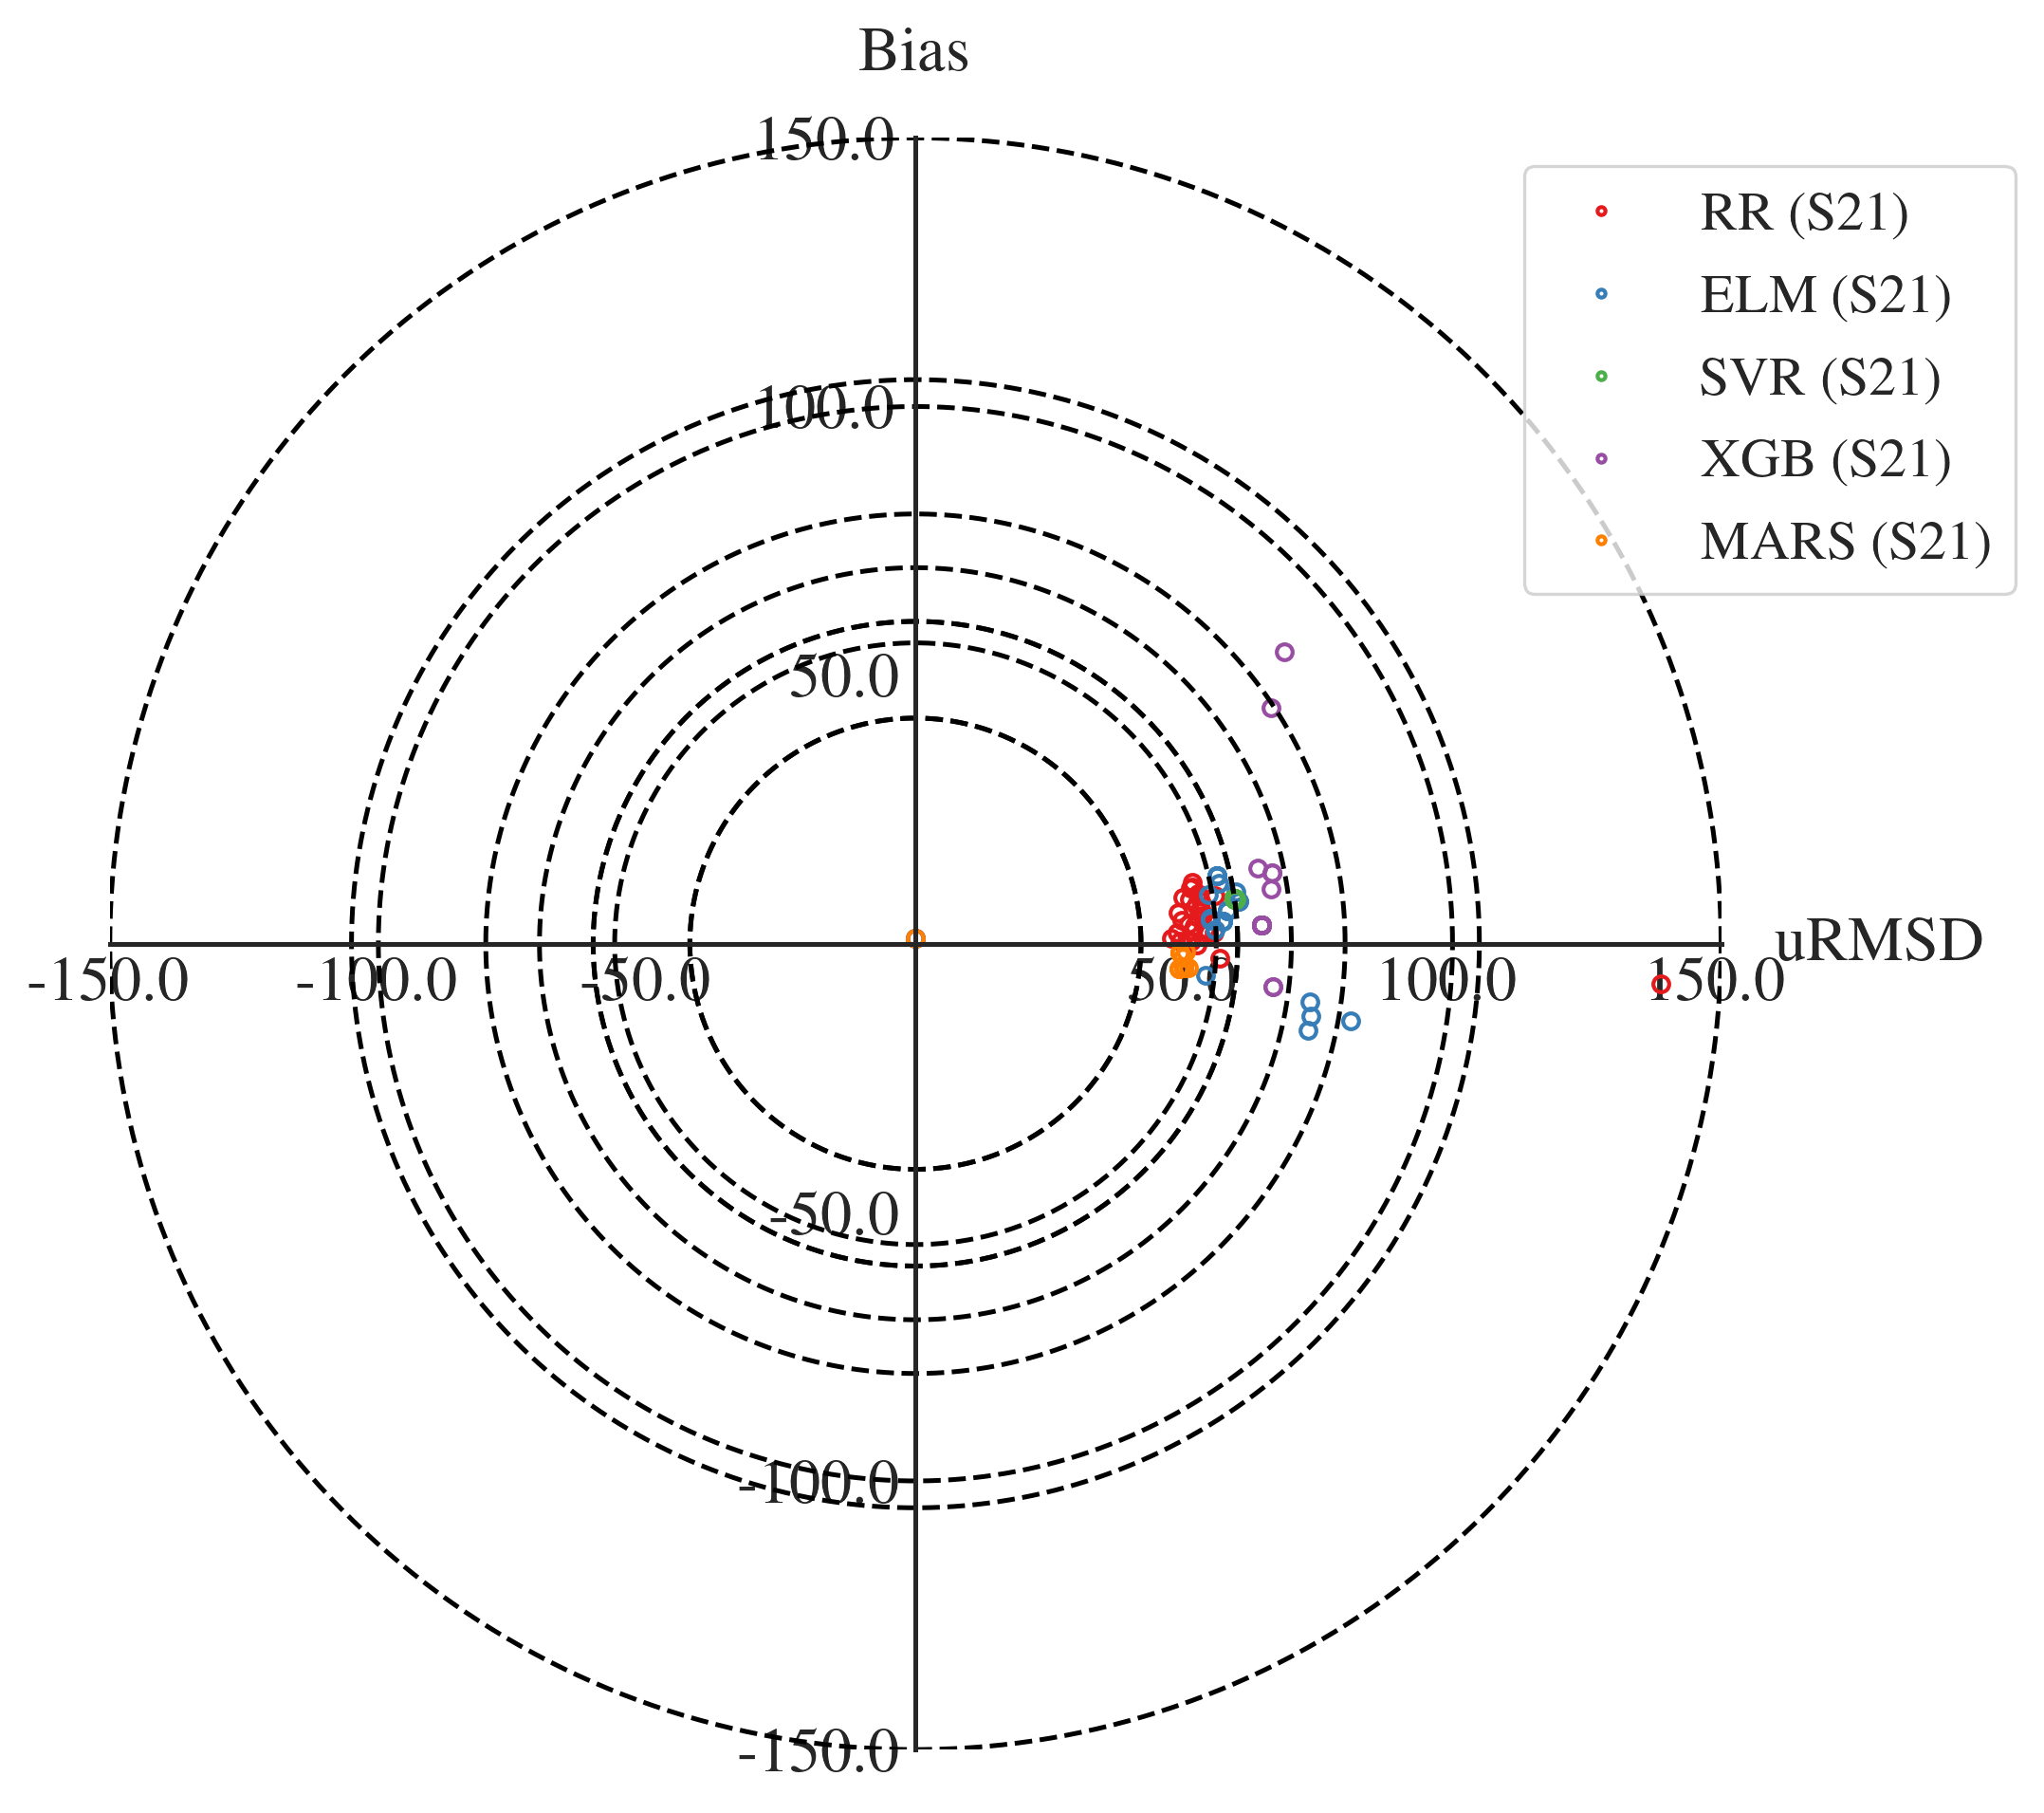 Bias
150.0
RR (S21)
ELM (S21)
100.0
SVR (S21)
XGB (S21)
MARS (S21)
50.0
uRMSD
-150.0 -100.0 -50.0 50.0 100.0 150.0
-50.0
-100.0
-150.0